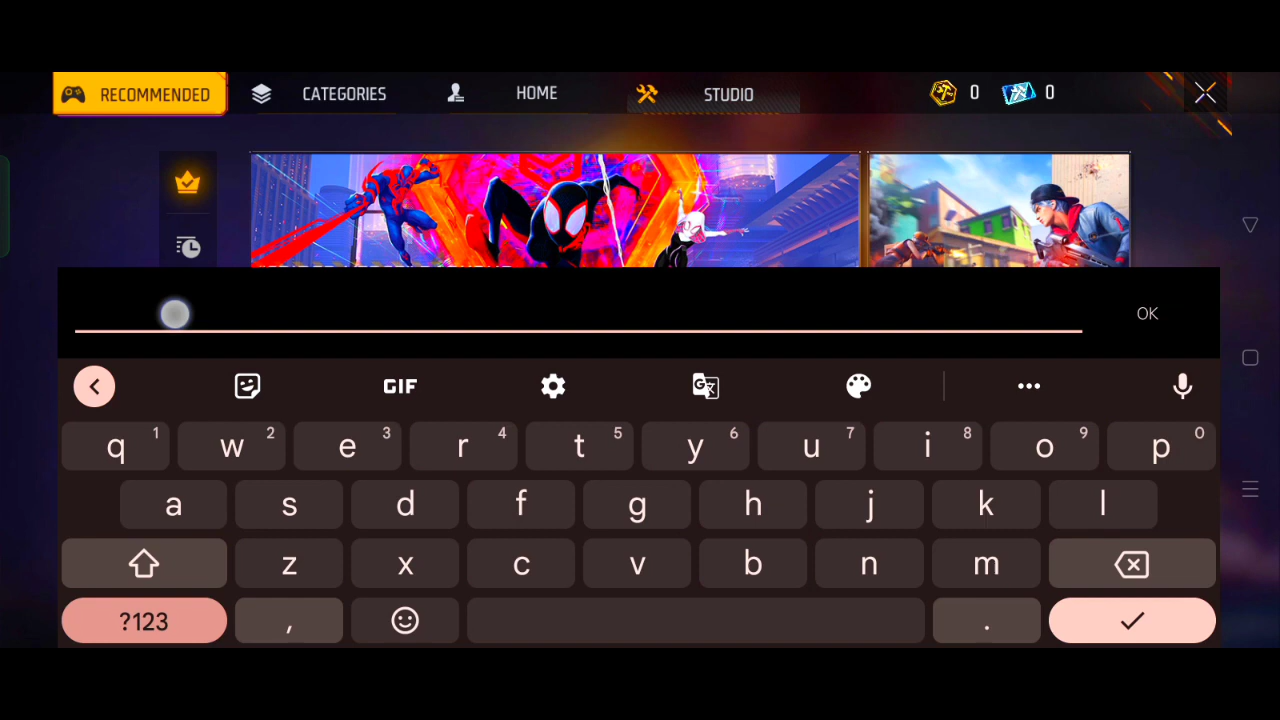 RECOMMENDED CATEGORIES HOME STUDIO 0 0
OK
GIF
q 1 w 2 e 3 r 4 t 5 y 6 u 7 i 8 o 9 p 0
a s d f g h j k l
z x c v b n m
?123 , .